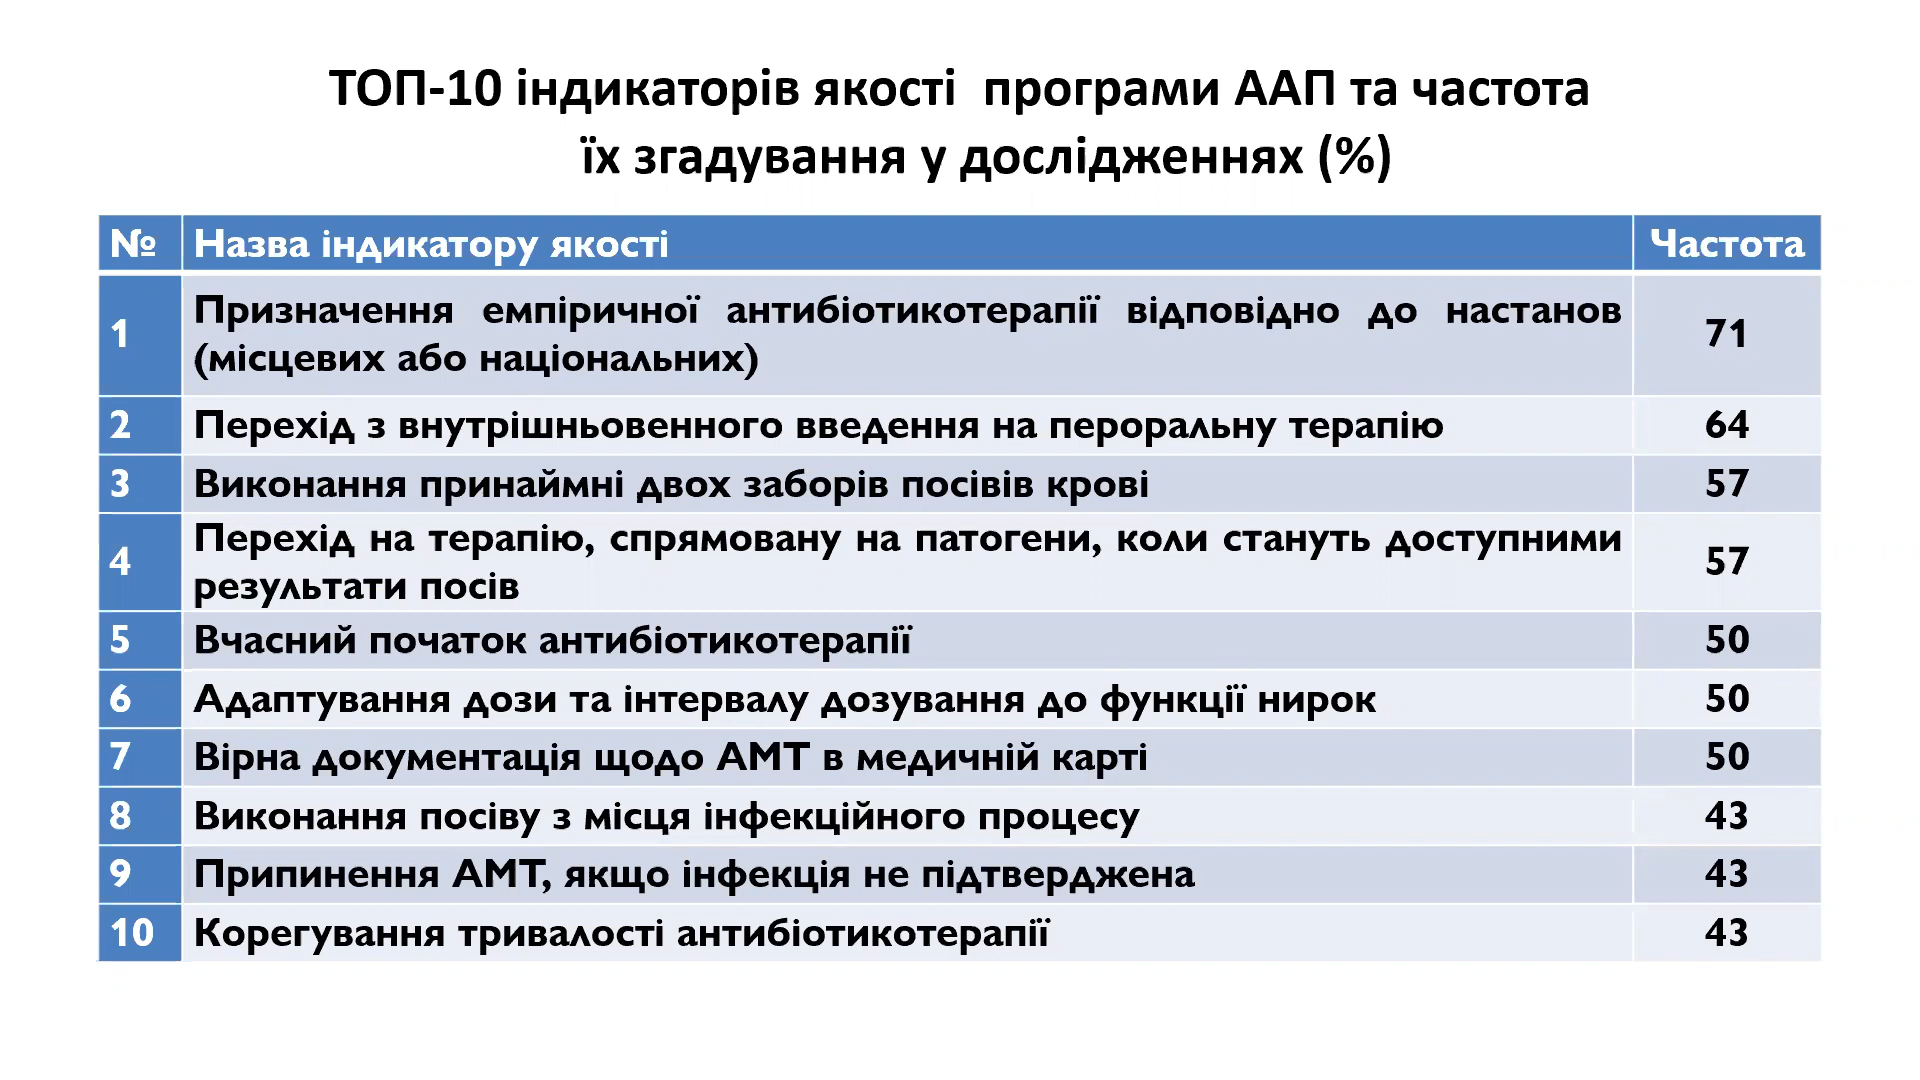 ТОП-10 індикаторів якості  програми ААП та частота
їх згадування у дослідженнях (%)
№ Назва індикатору якості Частота
1 Призначення емпіричної антибіотикотерапії відповідно до настанов
(місцевих або національних) 71
2 Перехід з внутрішньовенного введення на пероральну терапію 64
3 Виконання принаймні двох заборів посівів крові 57
4 Перехід на терапію, спрямовану на патогени, коли стануть доступними
результати посів 57
5 Вчасний початок антибіотикотерапії 50
6 Адаптування дози та інтервалу дозування до функції нирок 50
7 Вірна документація щодо АМТ в медичній карті 50
8 Виконання посіву з місця інфекційного процесу 43
9 Припинення АМТ, якщо інфекція не підтверджена 43
10 Корегування тривалості антибіотикотерапії 43